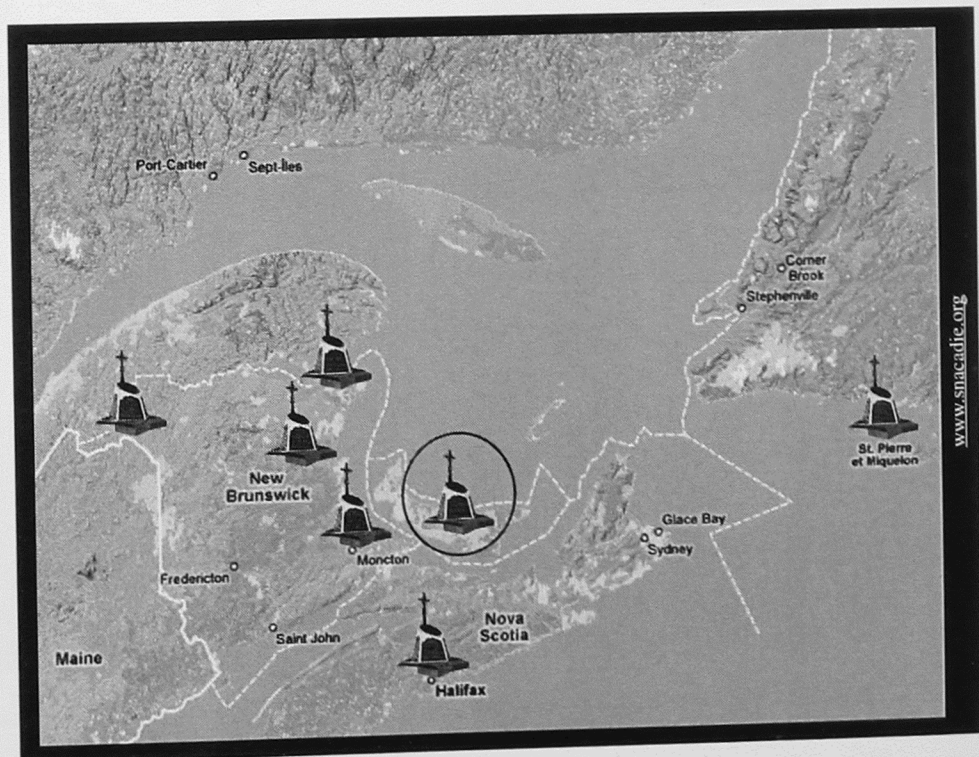 Port-Cartier
Sept-Îles
Corner
Brook
Stephenville
St. Pierre
et Miquelon
New
Brunswick
Moncton
Glace Bay
Sydney
Fredericton
Saint John
Nova
Scotia
Maine
Halifax
www.snacadie.org